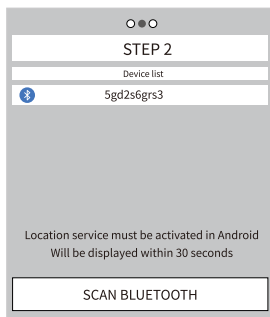 STEP 2
Device list
5gd2s6grs3
Location service must be activated in Android
Will be displayed within 30 seconds
SCAN BLUETOOTH